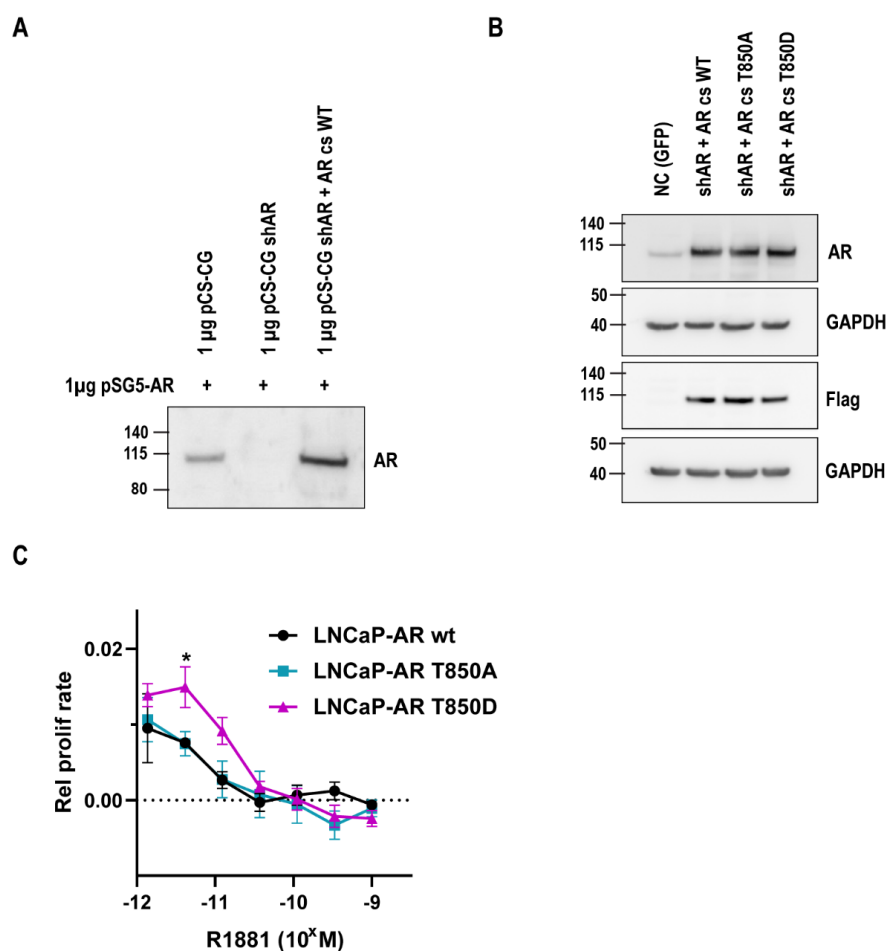 A
1 µg pCS-CG
1 µg pCS-CG shAR
1 µg pCS-CG shAR + AR cs WT
1µg pSG5-AR + + +
140
115
80
AR
B
NC (GFP)
shAR + AR cs WT
shAR + AR cs T850A
shAR + AR cs T850D
140
115
AR
50
40
GAPDH
140
115
Flag
50
40
GAPDH
C
LNCaP-AR wt
LNCaP-AR T850A
LNCaP-AR T850D
*
0.02
0.00
Rel prolif rate
-12 -11 -10 -9
R1881 (10ˣM)